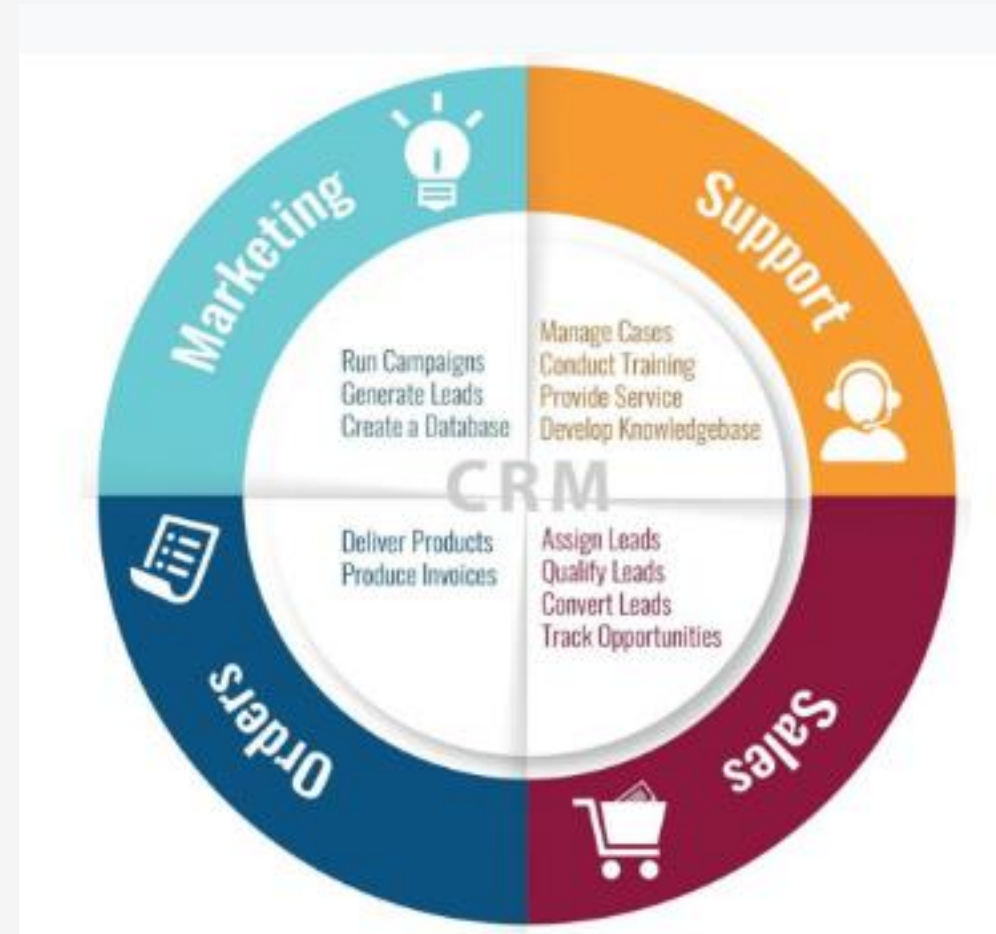 Marketing
Run Campaigns
Generate Leads
Create a Database
Support
Manage Cases
Conduct Training
Provide Service
Develop Knowledgebase
CRM
Orders
Deliver Products
Produce Invoices
Sales
Assign Leads
Qualify Leads
Convert Leads
Track Opportunities